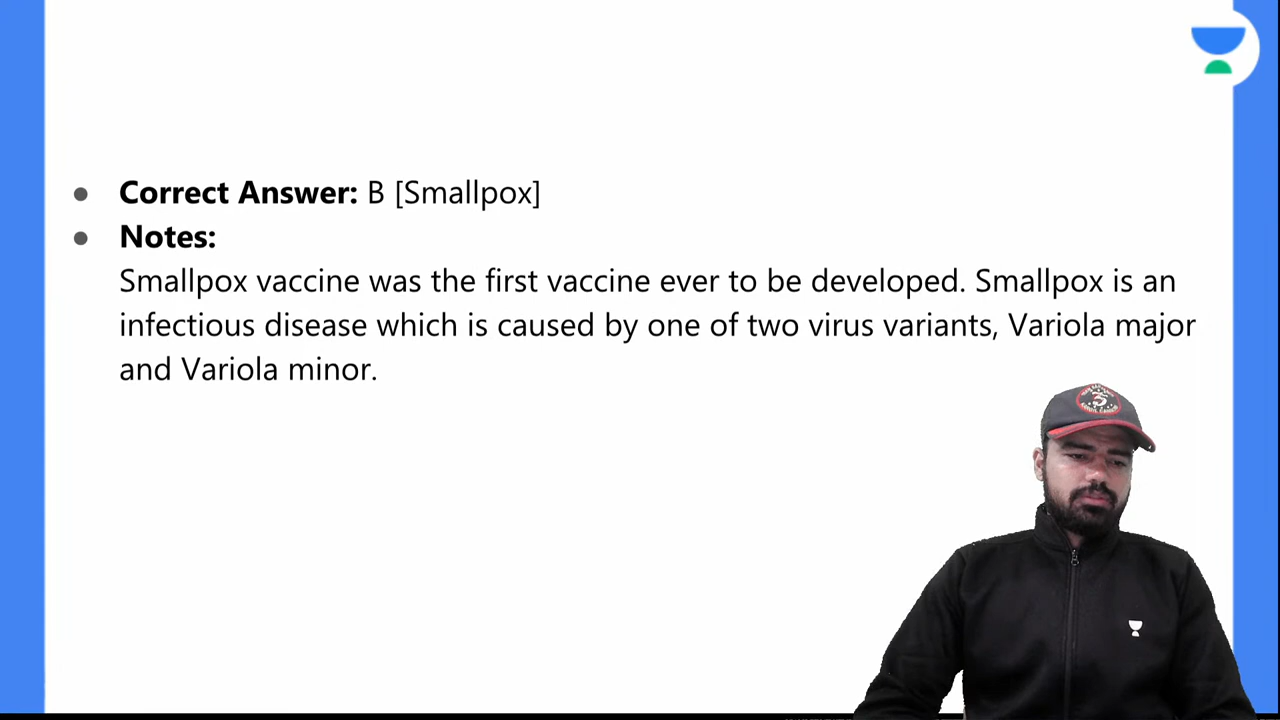 Correct Answer: B [Smallpox]
Notes:
Smallpox vaccine was the first vaccine ever to be developed. Smallpox is an
infectious disease which is caused by one of two virus variants, Variola major
and Variola minor.